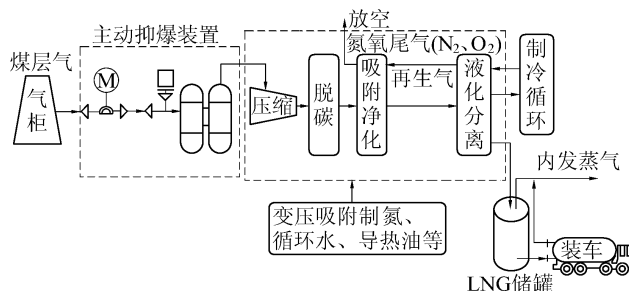 放空
主动抑爆装置
氮氧尾气(N₂、O₂)
煤层气
气柜
M
压缩
脱碳
吸附净化
再生气
液化分离
制冷循环
内发蒸气
变压吸附制氮、
循环水、导热油等
装车
LNG储罐